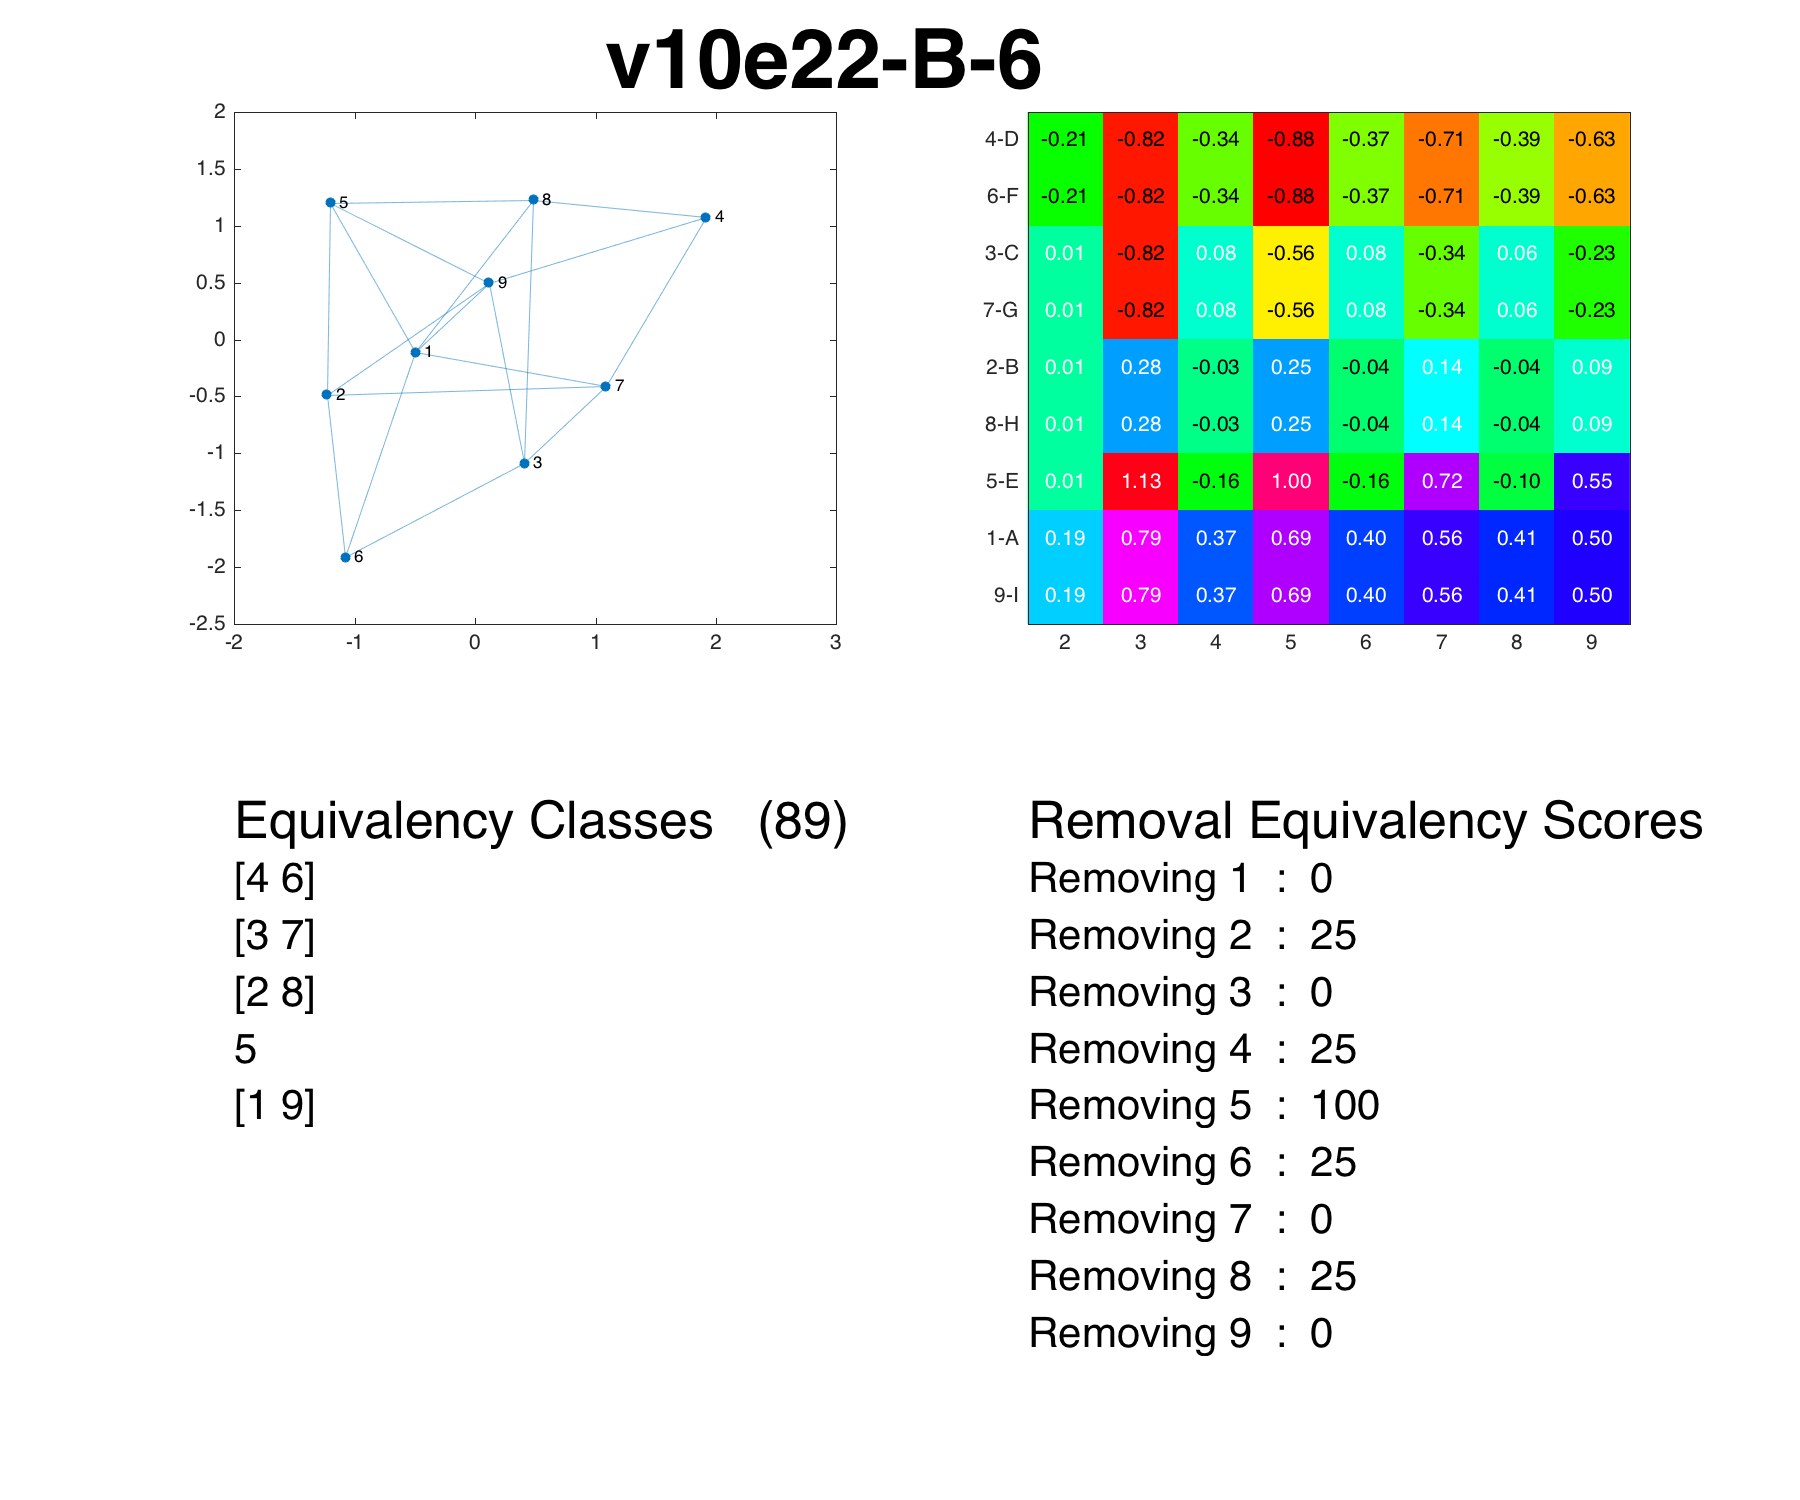 v10e22-B-6
2
1.5
1
0.5
0
-0.5
-1
-1.5
-2
-2.5
-2 -1 0 1 2 3
5
8
4
9
1
7
2
3
6
4-D -0.21 -0.82 -0.34 -0.88 -0.37 -0.71 -0.39 -0.63
6-F -0.21 -0.82 -0.34 -0.88 -0.37 -0.71 -0.39 -0.63
3-C 0.01 -0.82 0.08 -0.56 0.08 -0.34 0.06 -0.23
7-G 0.01 -0.82 0.08 -0.56 0.08 -0.34 0.06 -0.23
2-B 0.01 0.28 -0.03 0.25 -0.04 0.14 -0.04 0.09
8-H 0.01 0.28 -0.03 0.25 -0.04 0.14 -0.04 0.09
5-E 0.01 1.13 -0.16 1.00 -0.16 0.72 -0.10 0.55
1-A 0.19 0.79 0.37 0.69 0.40 0.56 0.41 0.50
9-I 0.19 0.79 0.37 0.69 0.40 0.56 0.41 0.50
2 3 4 5 6 7 8 9
Equivalency Classes (89)
[4 6]
[3 7]
[2 8]
5
[1 9]
Removal Equivalency Scores
Removing 1 : 0
Removing 2 : 25
Removing 3 : 0
Removing 4 : 25
Removing 5 : 100
Removing 6 : 25
Removing 7 : 0
Removing 8 : 25
Removing 9 : 0